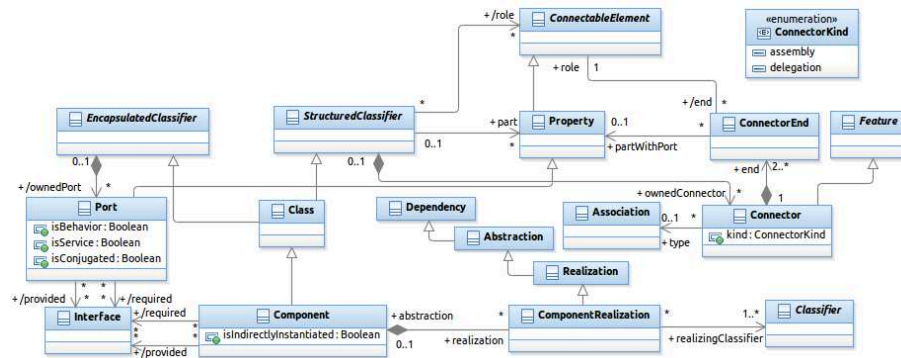 +/role
ConnectableElement
«enumeration»
ConnectorKind
*
assembly
delegation
+ role
1
+/end
*
EncapsulatedClassifier
StructuredClassifier
*
+ part
Property
0..1
*
ConnectorEnd
Feature
0..1
0..1
0..1
*
+ partWithPort
+ end
2..*
+/ownedPort
*
+ ownedConnector
*
1
Port
isBehavior : Boolean
isService : Boolean
isConjugated : Boolean
Class
Dependency
Association
0..1
*
+ type
Connector
kind : ConnectorKind
Abstraction
Realization
*
*
+/provided
*
*
+/required
Interface
+/required
*
*
*
*
+/provided
Component
isIndirectlyInstantiated : Boolean
+ abstraction
0..1
*
+ realization
ComponentRealization
*
1..*
+ realizingClassifier
Classifier